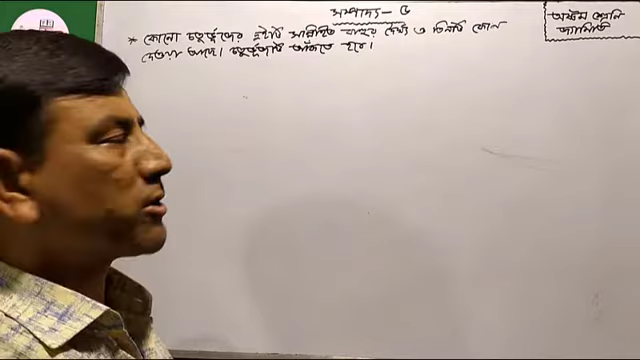 সম্পাদ্য- ৫
অষ্টম শ্রেণি
জ্যামিতি
* কোনো চতুর্ভুজের দুইটি সন্নিহিত বাহুর দৈর্ঘ্য ও তিনটি কোণ
দেওয়া আছে। চতুর্ভুজটি আঁকতে হবে।